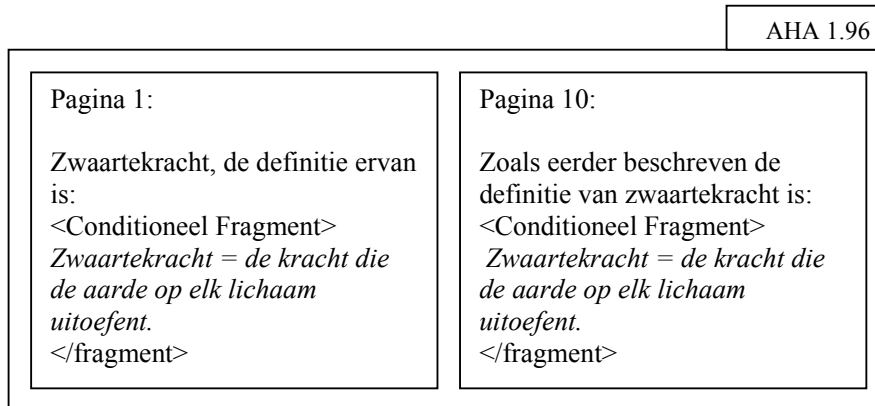 AHA 1.96
Pagina 1:
Zwaartekracht, de definitie ervan
is:
<Conditioneel Fragment>
Zwaartekracht = de kracht die
de aarde op elk lichaam
uitoefent.
</fragment>
Pagina 10:
Zoals eerder beschreven de
definitie van zwaartekracht is:
<Conditioneel Fragment>
Zwaartekracht = de kracht die
de aarde op elk lichaam
uitoefent.
</fragment>